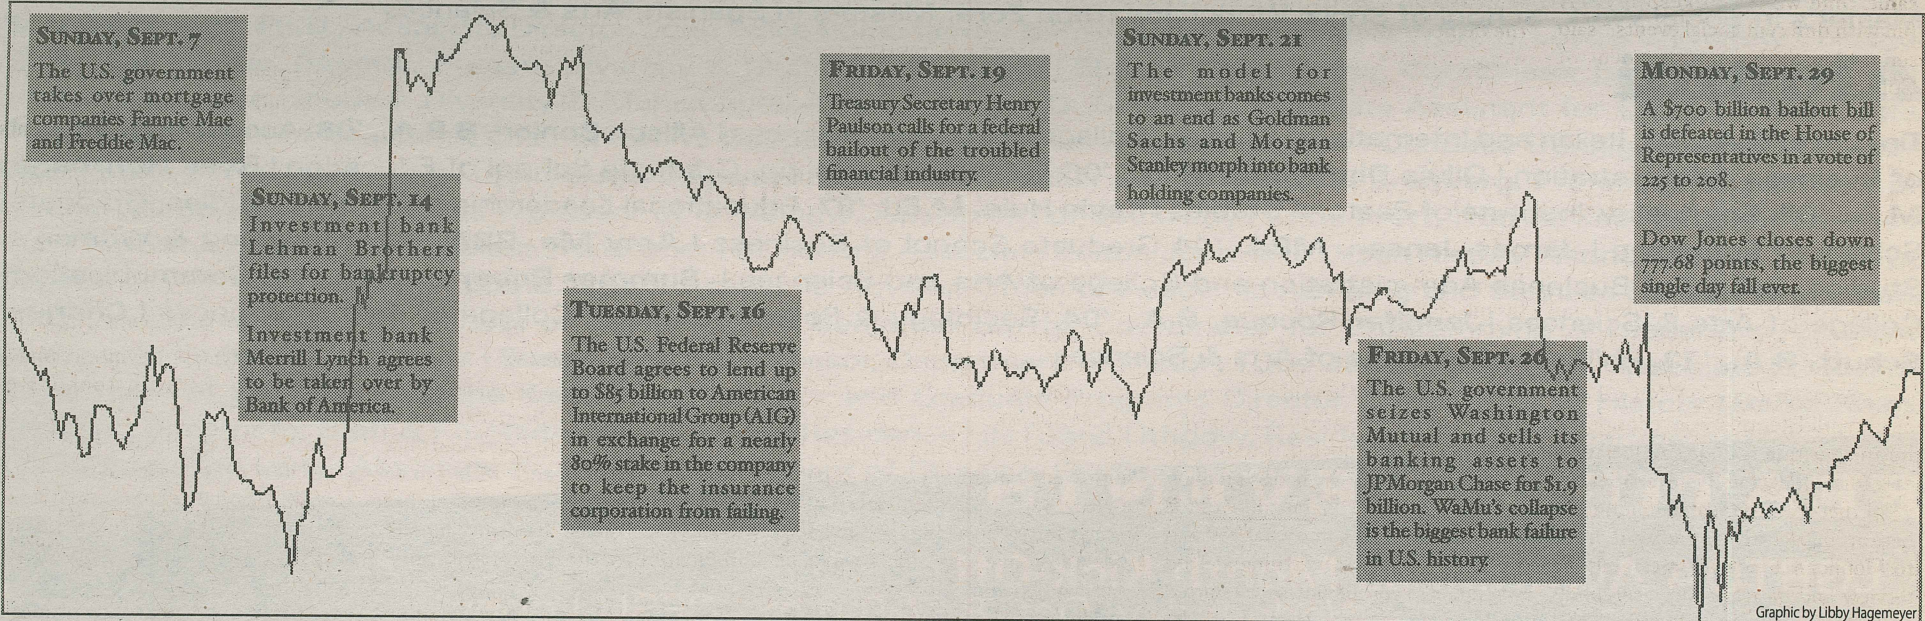 SUNDAY, SEPT. 7
The U.S. government
takes over mortgage
companies Fannie Mae
and Freddie Mac.
SUNDAY, SEPT. 14
Investment bank
Lehman Brothers
files for bankruptcy
protection.
Investment bank
Merrill Lynch agrees
to be taken over by
Bank of America.
TUESDAY, SEPT. 16
The U.S. Federal Reserve
Board agrees to lend up
to $85 billion to American
International Group (AIG)
in exchange for a nearly
80% stake in the company
to keep the insurance
corporation from failing.
FRIDAY, SEPT. 19
Treasury Secretary Henry
Paulson calls for a federal
bailout of the troubled
financial industry.
SUNDAY, SEPT. 21
The model for
investment banks comes
to an end as Goldman
Sachs and Morgan
Stanley morph into bank
holding companies.
FRIDAY, SEPT. 26
The U.S. government
seizes Washington
Mutual and sells its
banking assets to
JPMorgan Chase for $1.9
billion. WaMu's collapse
is the biggest bank failure
in U.S. history.
MONDAY, SEPT. 29
A $700 billion bailout bill
is defeated in the House of
Representatives in a vote of
225 to 208.
Dow Jones closes down
777.68 points, the biggest
single day fall ever.
Graphic by Libby Hagemeyer